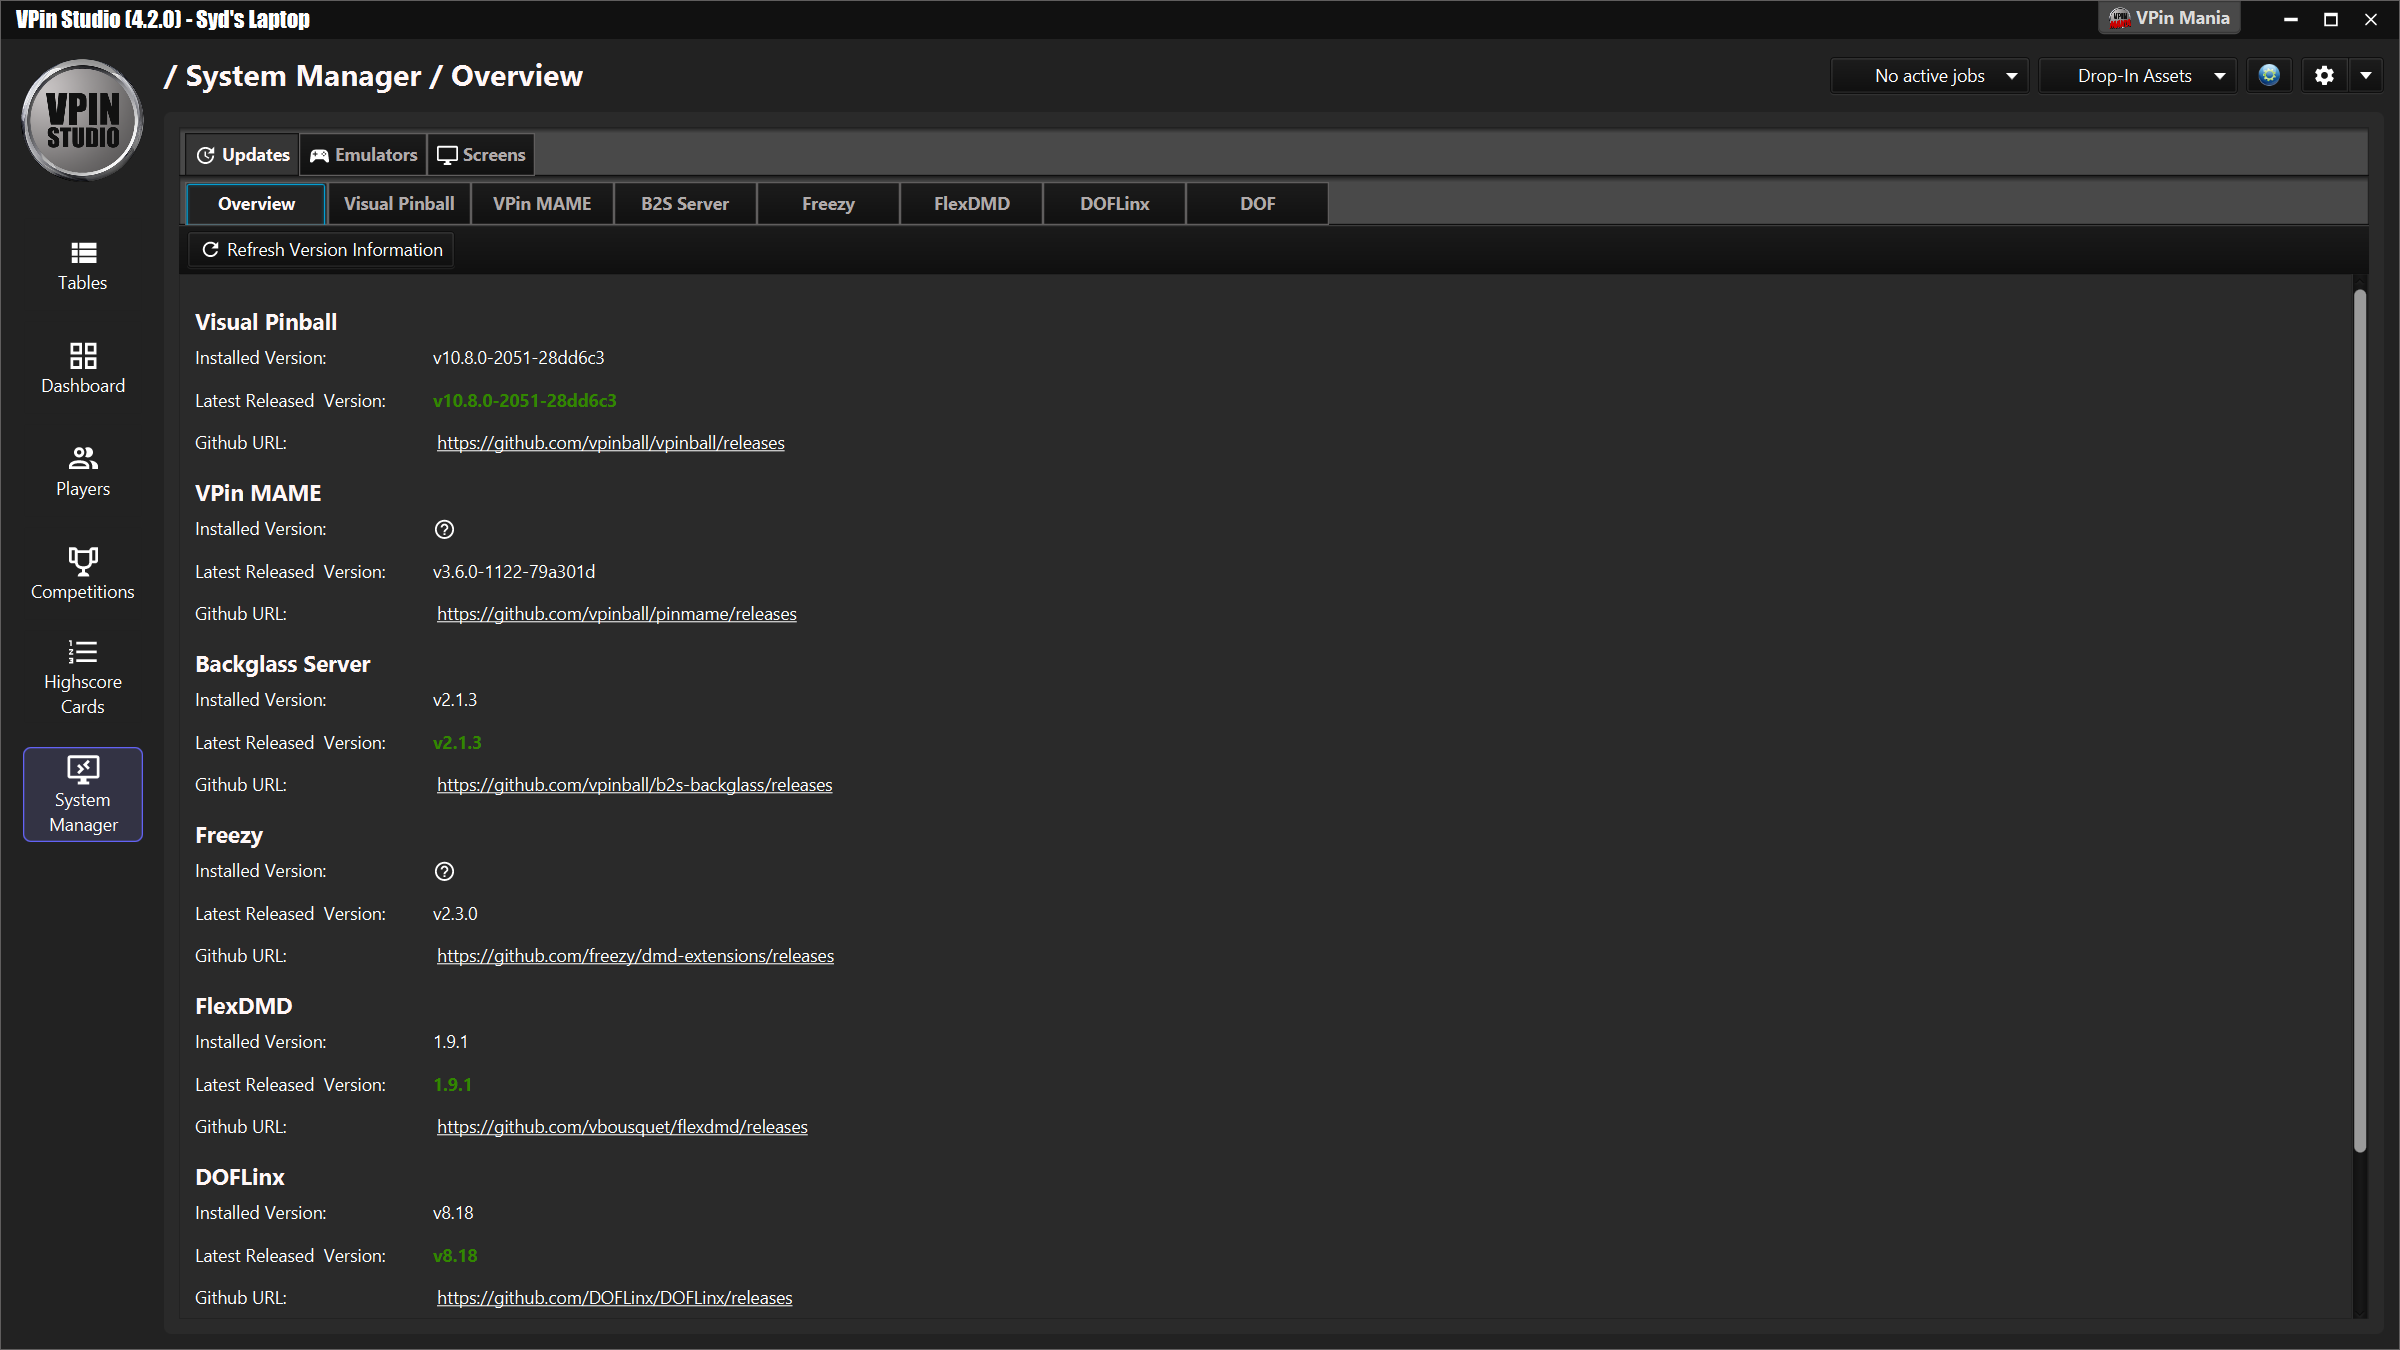 VPin Studio (4.2.0) - Syd's Laptop
VPin Mania
VPIN
STUDIO
/ System Manager / Overview
No active jobs
Drop-In Assets
Updates
Emulators
Screens
Overview
Visual Pinball
VPin MAME
B2S Server
Freezy
FlexDMD
DOFLinx
DOF
Refresh Version Information
Tables
Dashboard
Players
Competitions
Highscore
Cards
System
Manager
Visual Pinball
Installed Version: v10.8.0-2051-28dd6c3
Latest Released Version: v10.8.0-2051-28dd6c3
Github URL: https://github.com/vpinball/vpinball/releases
VPin MAME
Installed Version:
Latest Released Version: v3.6.0-1122-79a301d
Github URL: https://github.com/vpinball/pinmame/releases
Backglass Server
Installed Version: v2.1.3
Latest Released Version: v2.1.3
Github URL: https://github.com/vpinball/b2s-backglass/releases
Freezy
Installed Version:
Latest Released Version: v2.3.0
Github URL: https://github.com/freezy/dmd-extensions/releases
FlexDMD
Installed Version: 1.9.1
Latest Released Version: 1.9.1
Github URL: https://github.com/vbousquet/flexdmd/releases
DOFLinx
Installed Version: v8.18
Latest Released Version: v8.18
Github URL: https://github.com/DOFLinx/DOFLinx/releases